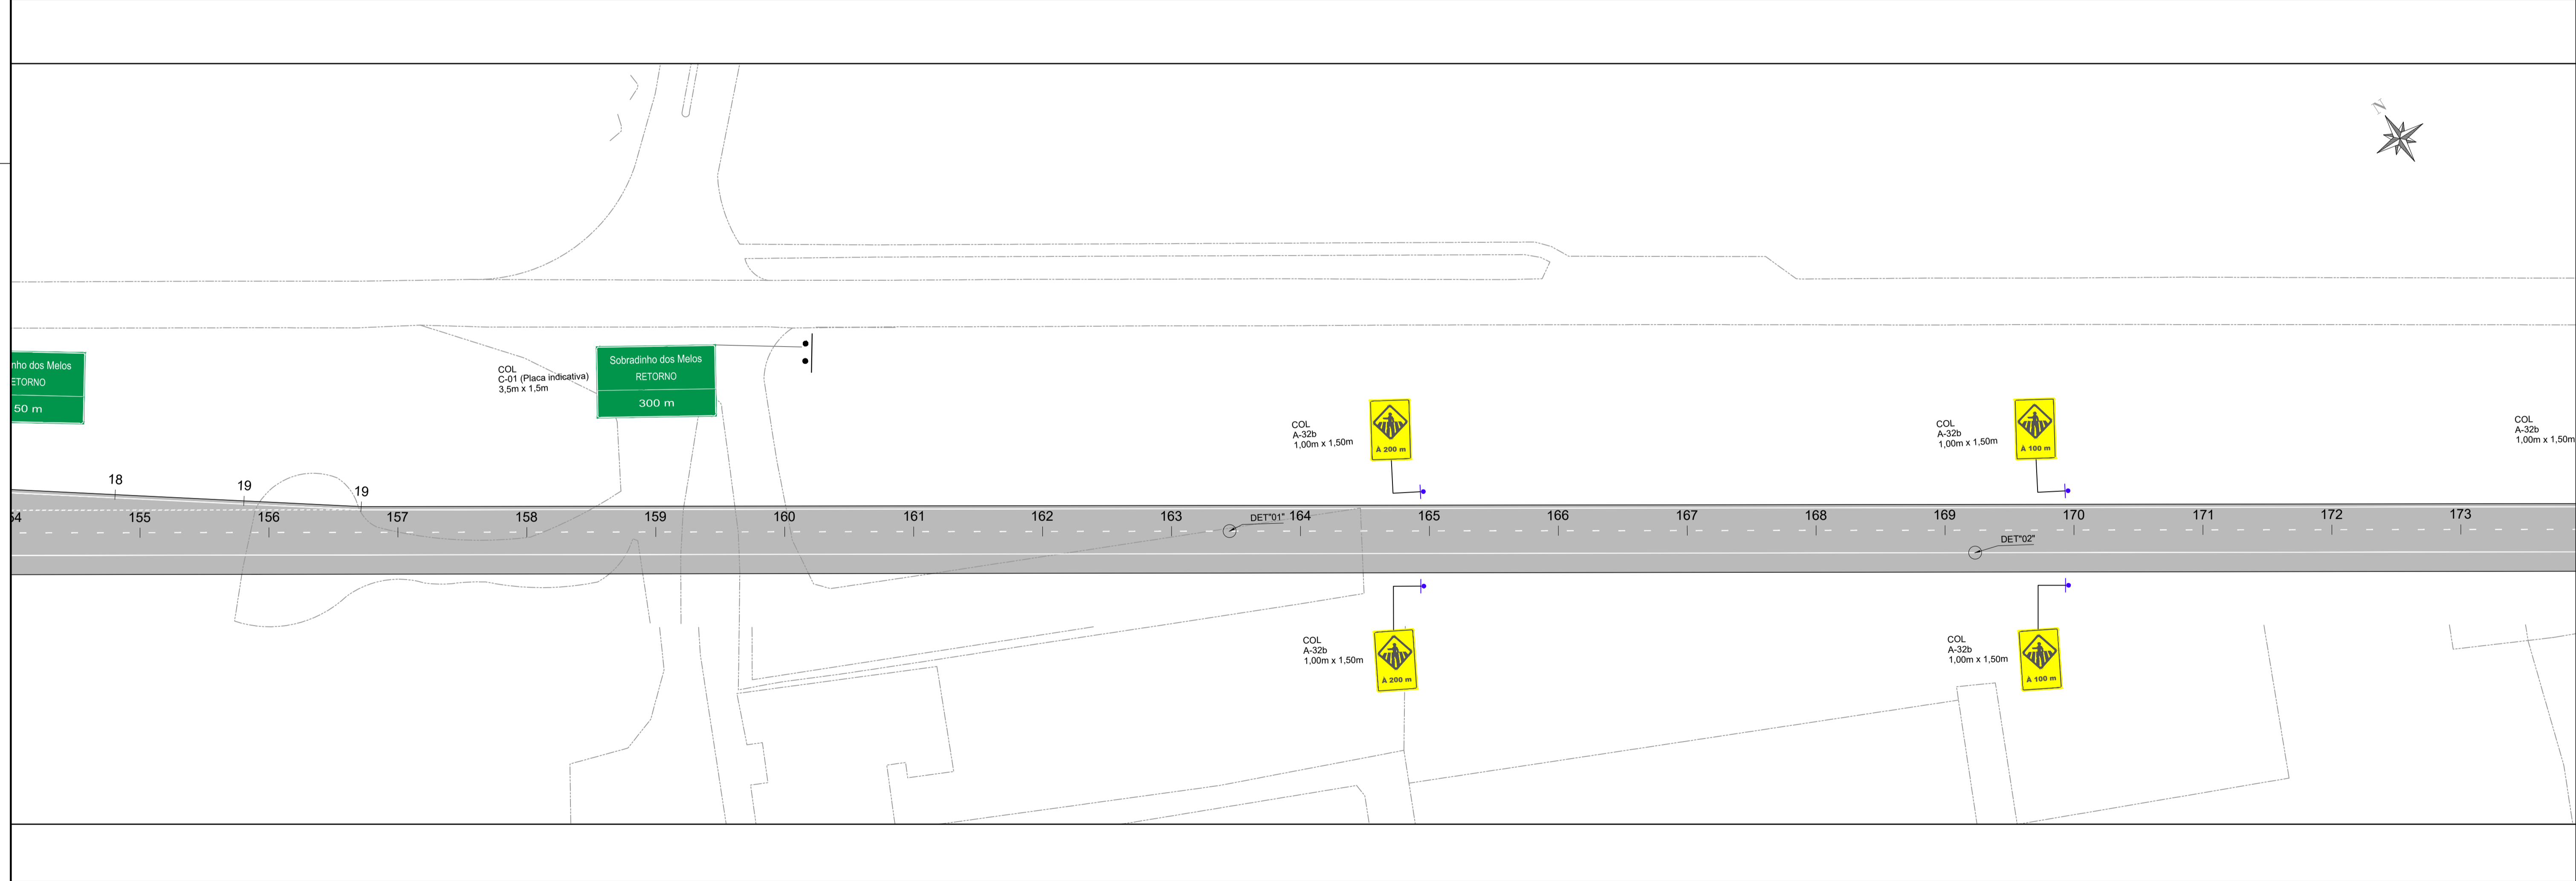 N
nho dos Melos
ETORNO
50 m
COL
C-01 (Placa indicativa)
3,5m x 1,5m
Sobradinho dos Melos
RETORNO
300 m
COL
A-32b
1,00m x 1,50m
À 200 m
COL
A-32b
1,00m x 1,50m
À 100 m
COL
A-32b
1,00m x 1,50m
18
19
19
54
155
156
157
158
159
160
161
162
163
164
165
166
167
168
169
170
171
172
173
DET"01"
DET"02"
COL
A-32b
1,00m x 1,50m
À 200 m
COL
A-32b
1,00m x 1,50m
À 100 m